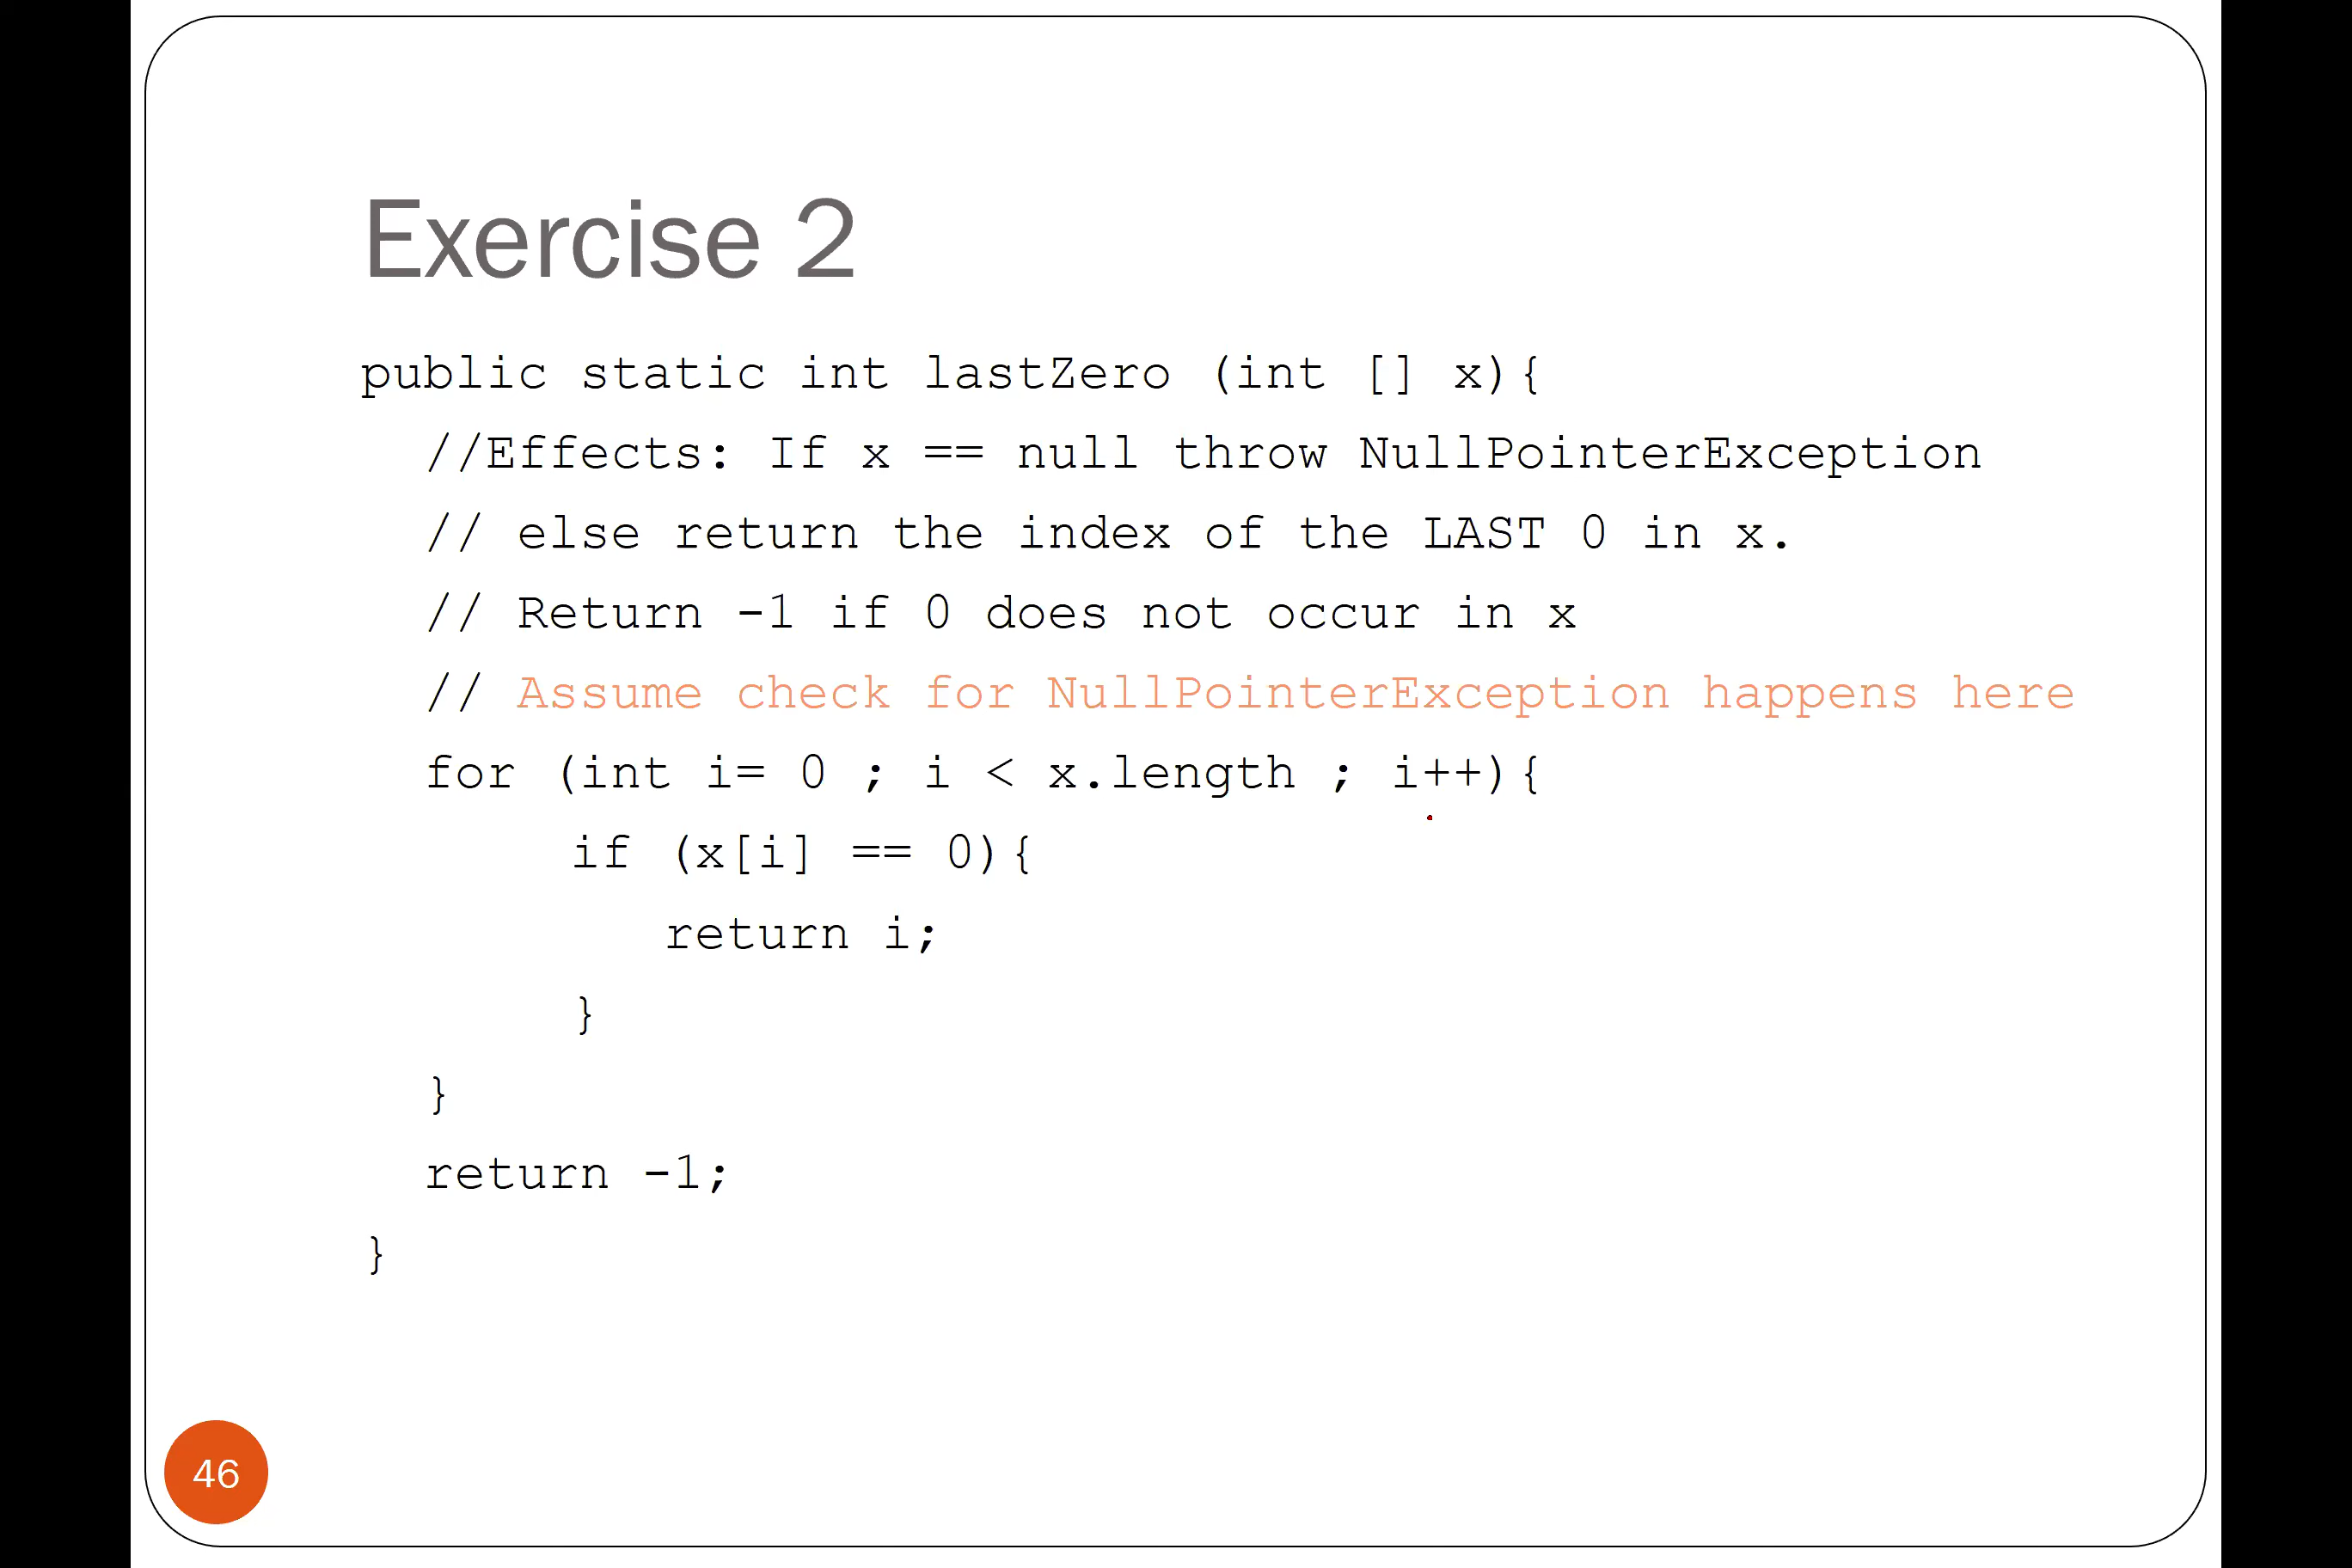 Exercise 2
public static int lastZero (int [] x){
//Effects: If x == null throw NullPointerException
// else return the index of the LAST 0 in x.
// Return -1 if 0 does not occur in x
// Assume check for NullPointerException happens here
for (int i= 0 ; i < x.length ; i++){
if (x[i] == 0){
return i;
}
}
return -1;
}
46